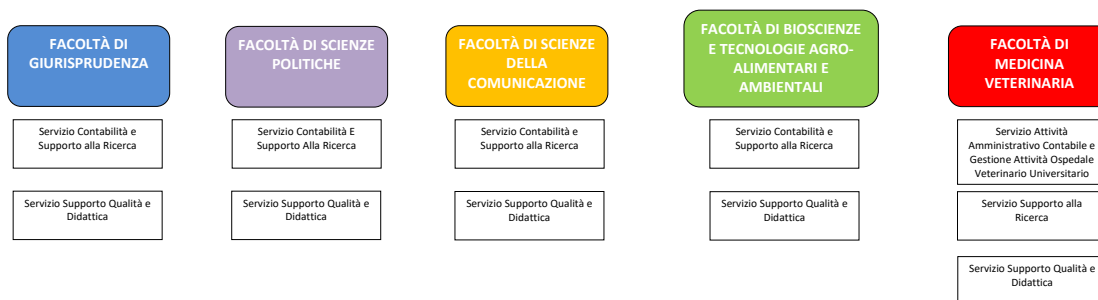 FACOLTÀ DI
GIURISPRUDENZA
Servizio Contabilità e
Supporto alla Ricerca
Servizio Supporto Qualità e
Didattica
FACOLTÀ DI SCIENZE
POLITICHE
Servizio Contabilità E
Supporto Alla Ricerca
Servizio Supporto Qualità e
Didattica
FACOLTÀ DI SCIENZE
DELLA
COMUNICAZIONE
Servizio Contabilità e
Supporto alla Ricerca
Servizio Supporto Qualità e
Didattica
FACOLTÀ DI BIOSCIENZE
E TECNOLOGIE AGRO-
ALIMENTARI E
AMBIENTALI
Servizio Contabilità e
Supporto alla Ricerca
Servizio Supporto Qualità e
Didattica
FACOLTÀ DI
MEDICINA
VETERINARIA
Servizio Attività
Amministrativo Contabile e
Gestione Attività Ospedale
Veterinario Universitario
Servizio Supporto alla
Ricerca
Servizio Supporto Qualità e
Didattica